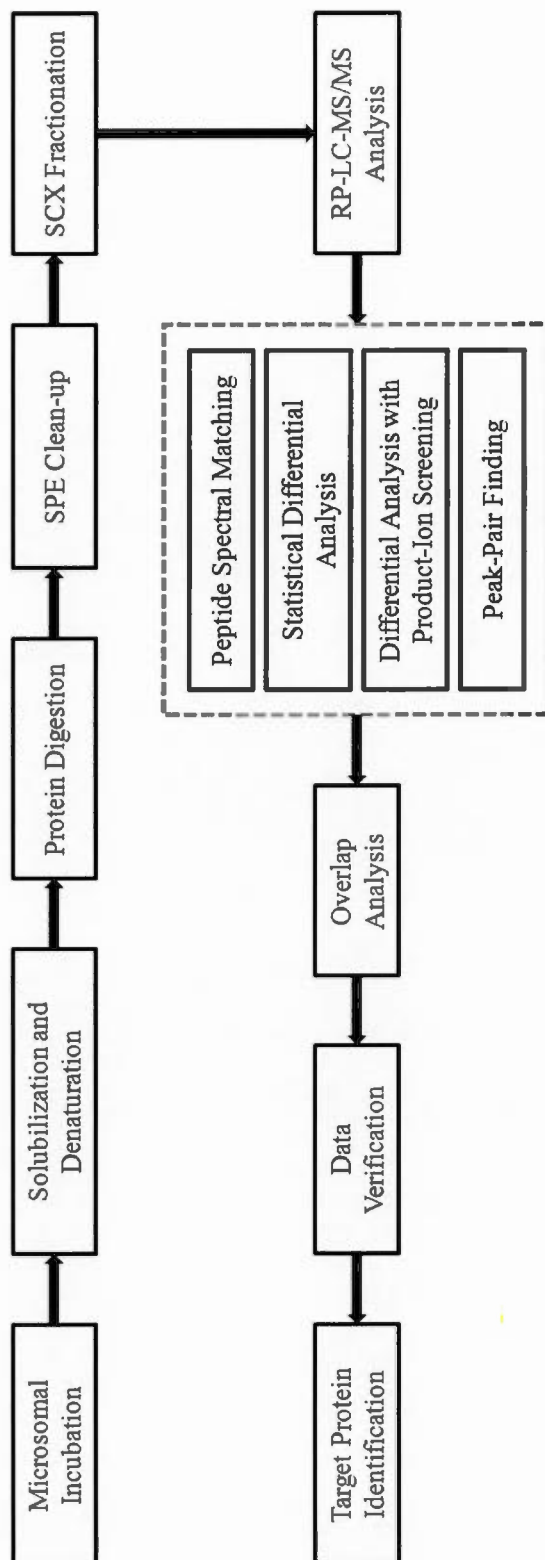 Microsomal
Incubation
Solubilization and
Denaturation
Protein Digestion
SPE Clean-up
SCX Fractionation
RP-LC-MS/MS
Analysis
Peptide Spectral Matching
Statistical Differential
Analysis
Differential Analysis with
Product-Ion Screening
Peak-Pair Finding
Overlap
Analysis
Data
Verification
Target Protein
Identification